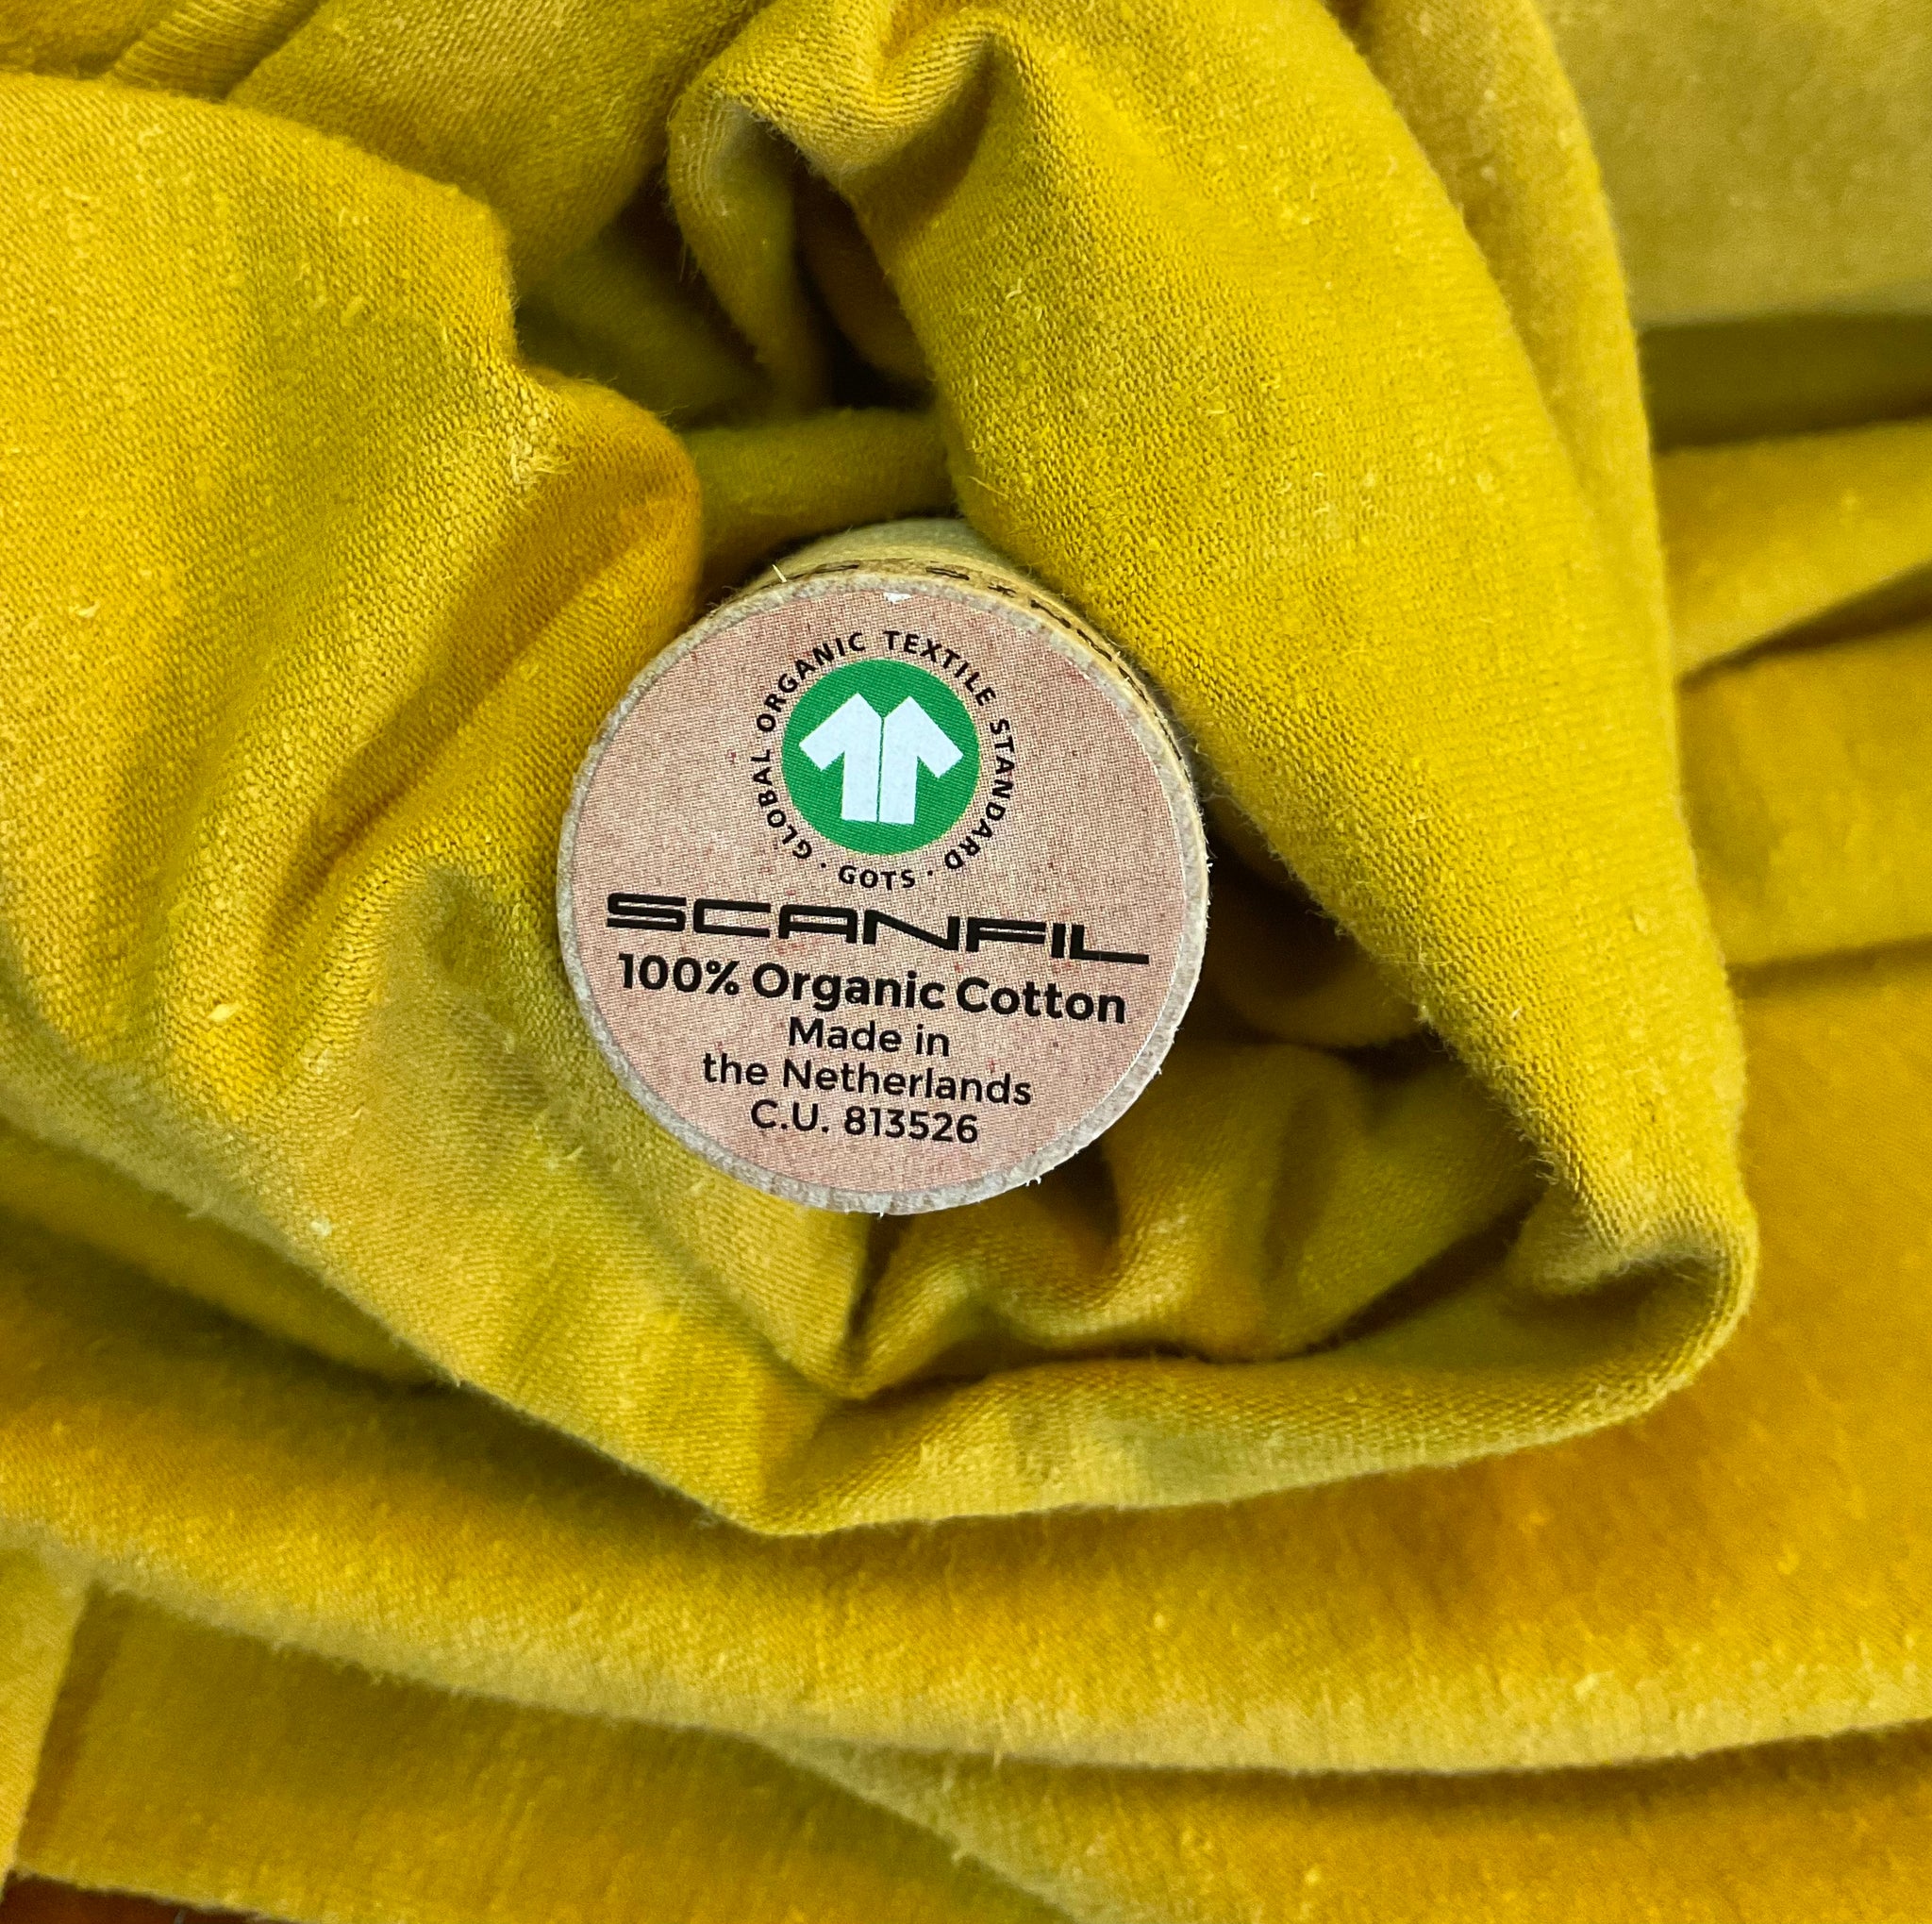 GLOBAL ORGANIC TEXTILE STANDARD · GOTS ·
SCANFIL
100% Organic Cotton
Made in
the Netherlands
C.U. 813526